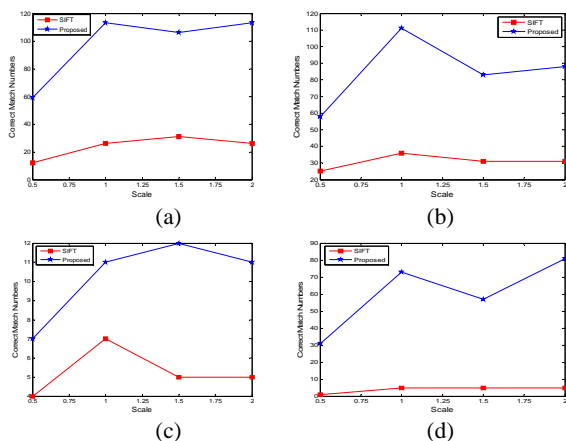 120
100
80
60
40
20
0
Correct Match Numbers
SIFT
Proposed
0.5 0.75 1 1.25 1.5 1.75 2
Scale
(a)
120
110
100
90
80
70
60
50
40
30
20
Correct Match Numbers
SIFT
Proposed
0.5 0.75 1 1.25 1.5 1.75 2
Scale
(b)
12
11
10
9
8
7
6
5
4
Correct Match Numbers
SIFT
Proposed
0.5 0.75 1 1.25 1.5 1.75 2
Scale
(c)
90
80
70
60
50
40
30
20
10
0
Correct Match Numbers
SIFT
Proposed
0.5 0.75 1 1.25 1.5 1.75 2
Scale
(d)